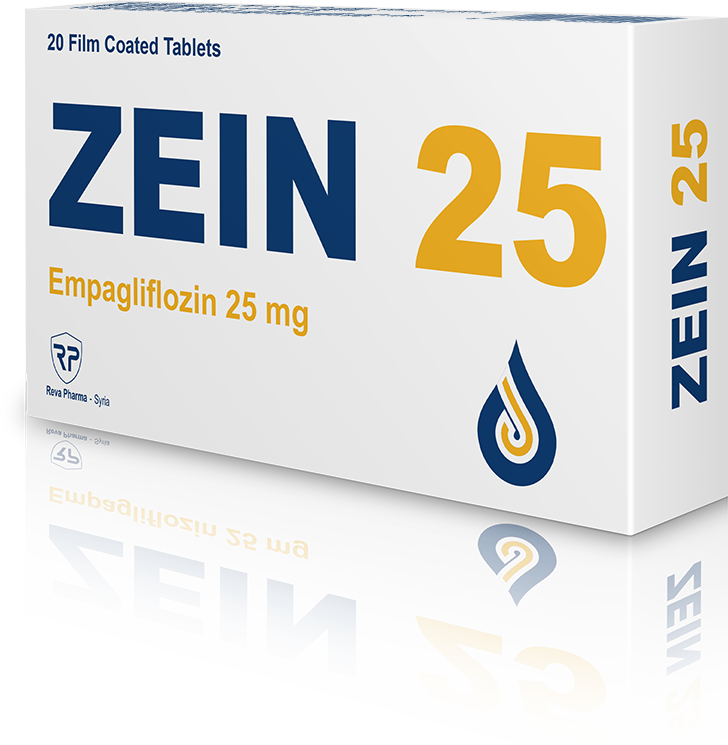 20 Film Coated Tablets
ZEIN 25
Empagliflozin 25 mg
RP
Reva Pharma - Syria
ZEIN 25